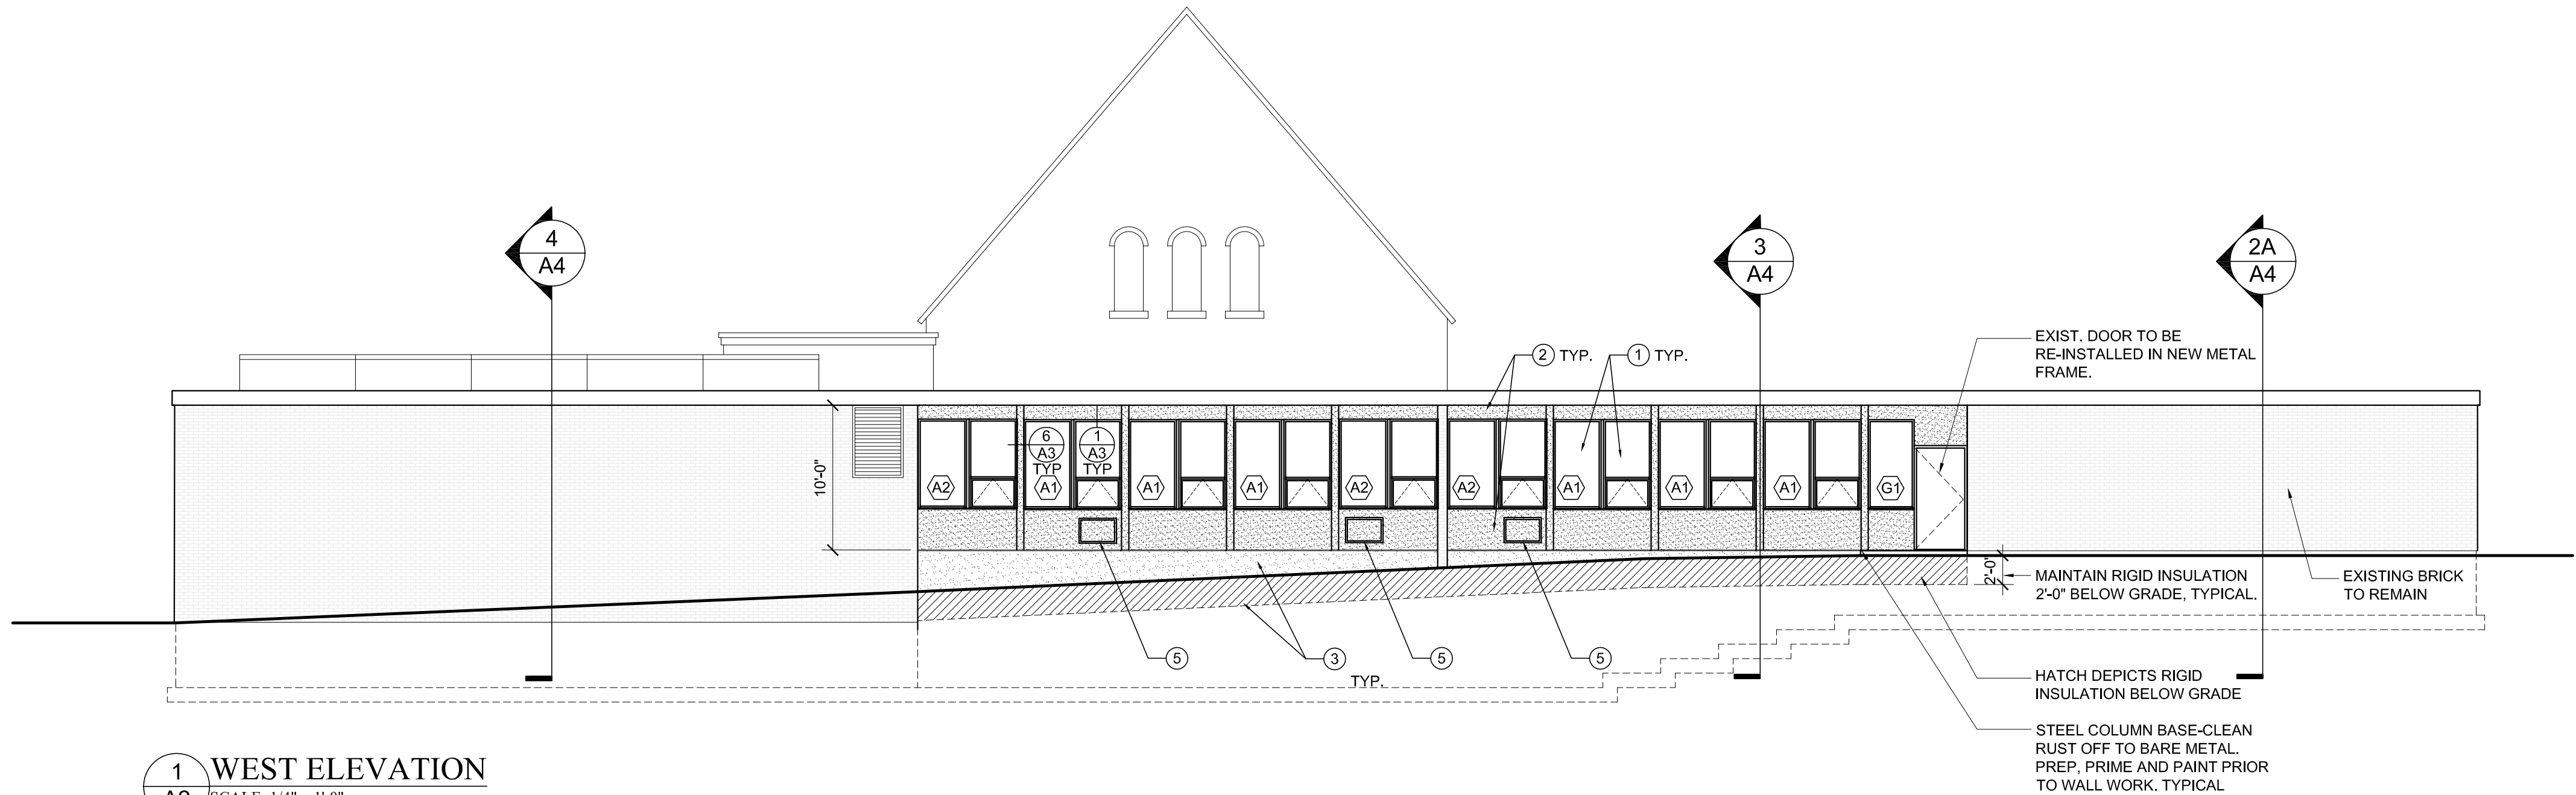 4
A4
3
A4
2A
A4
EXIST. DOOR TO BE
RE-INSTALLED IN NEW METAL
FRAME.
2 TYP.
1 TYP.
10'-0"
6
A3
TYP
1
A3
TYP
A2
A1
A1
A1
A2
A2
A1
A1
A1
G1
2'-0"
MAINTAIN RIGID INSULATION
2'-0" BELOW GRADE, TYPICAL.
EXISTING BRICK
TO REMAIN
5
3
5
5
TYP.
HATCH DEPICTS RIGID
INSULATION BELOW GRADE
STEEL COLUMN BASE-CLEAN
RUST OFF TO BARE METAL.
PREP, PRIME AND PAINT PRIOR
TO WALL WORK. TYPICAL
1
WEST ELEVATION